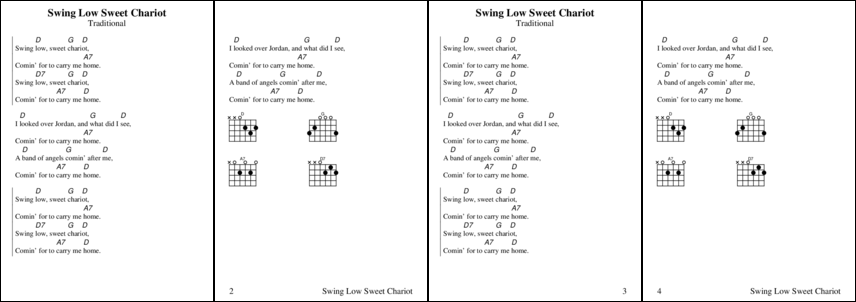 Swing Low Sweet Chariot
Traditional
D G D
Swing low, sweet chariot,
A7
Comin' for to carry me home.
D7 G D
Swing low, sweet chariot,
A7 D
Comin' for to carry me home.
D G D
I looked over Jordan, and what did I see,
A7
Comin' for to carry me home.
D G D
A band of angels comin' after me,
A7 D
Comin' for to carry me home.
D G D
Swing low, sweet chariot,
A7
Comin' for to carry me home.
D7 G D
Swing low, sweet chariot,
A7 D
Comin' for to carry me home.
D G D
I looked over Jordan, and what did I see,
A7
Comin' for to carry me home.
D G D
A band of angels comin' after me,
A7 D
Comin' for to carry me home.
D G
A7 D7
2 Swing Low Sweet Chariot
Swing Low Sweet Chariot
Traditional
D G D
Swing low, sweet chariot,
A7
Comin' for to carry me home.
D7 G D
Swing low, sweet chariot,
A7 D
Comin' for to carry me home.
D G D
I looked over Jordan, and what did I see,
A7
Comin' for to carry me home.
D G D
A band of angels comin' after me,
A7 D
Comin' for to carry me home.
D G D
Swing low, sweet chariot,
A7
Comin' for to carry me home.
D7 G D
Swing low, sweet chariot,
A7 D
Comin' for to carry me home.
3
D G D
I looked over Jordan, and what did I see,
A7
Comin' for to carry me home.
D G D
A band of angels comin' after me,
A7 D
Comin' for to carry me home.
D G
A7 D7
4 Swing Low Sweet Chariot